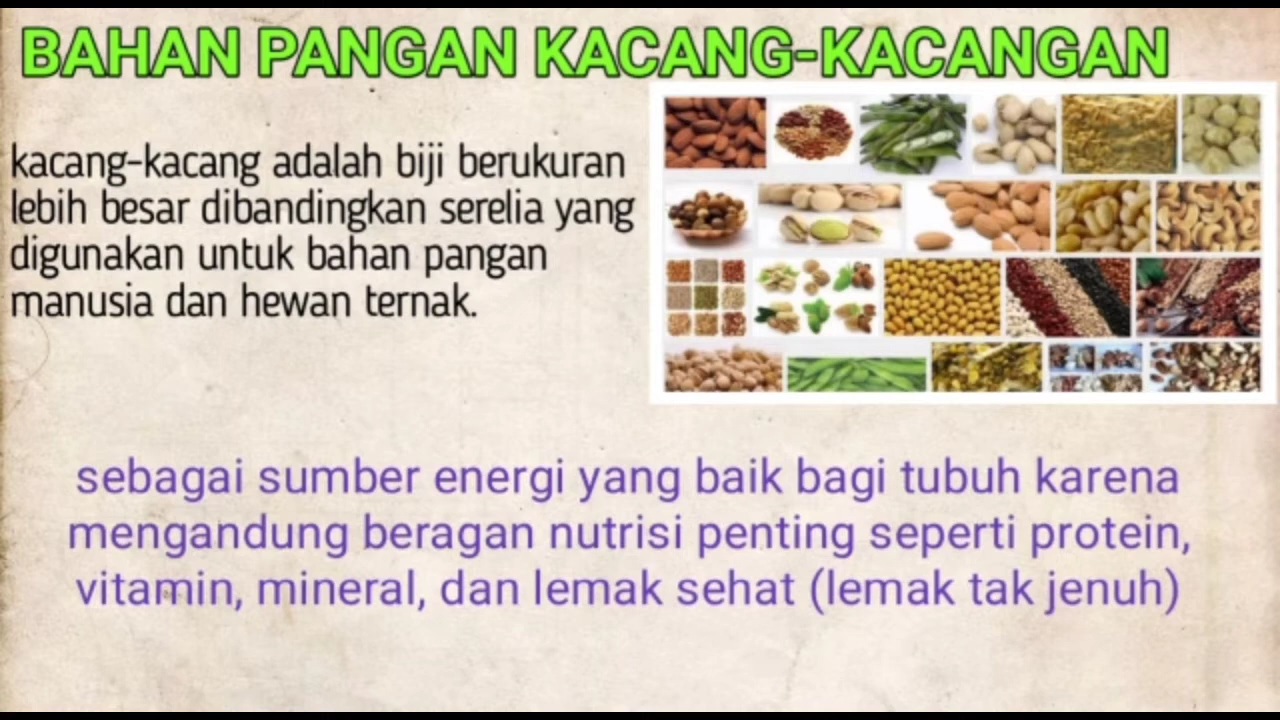 BAHAN PANGAN KACANG-KACANGAN
kacang-kacang adalah biji berukuran
lebih besar dibandingkan serelia yang
digunakan untuk bahan pangan
manusia dan hewan ternak.
sebagai sumber energi yang baik bagi tubuh karena
mengandung beragan nutrisi penting seperti protein,
vitamin, mineral, dan lemak sehat (lemak tak jenuh)